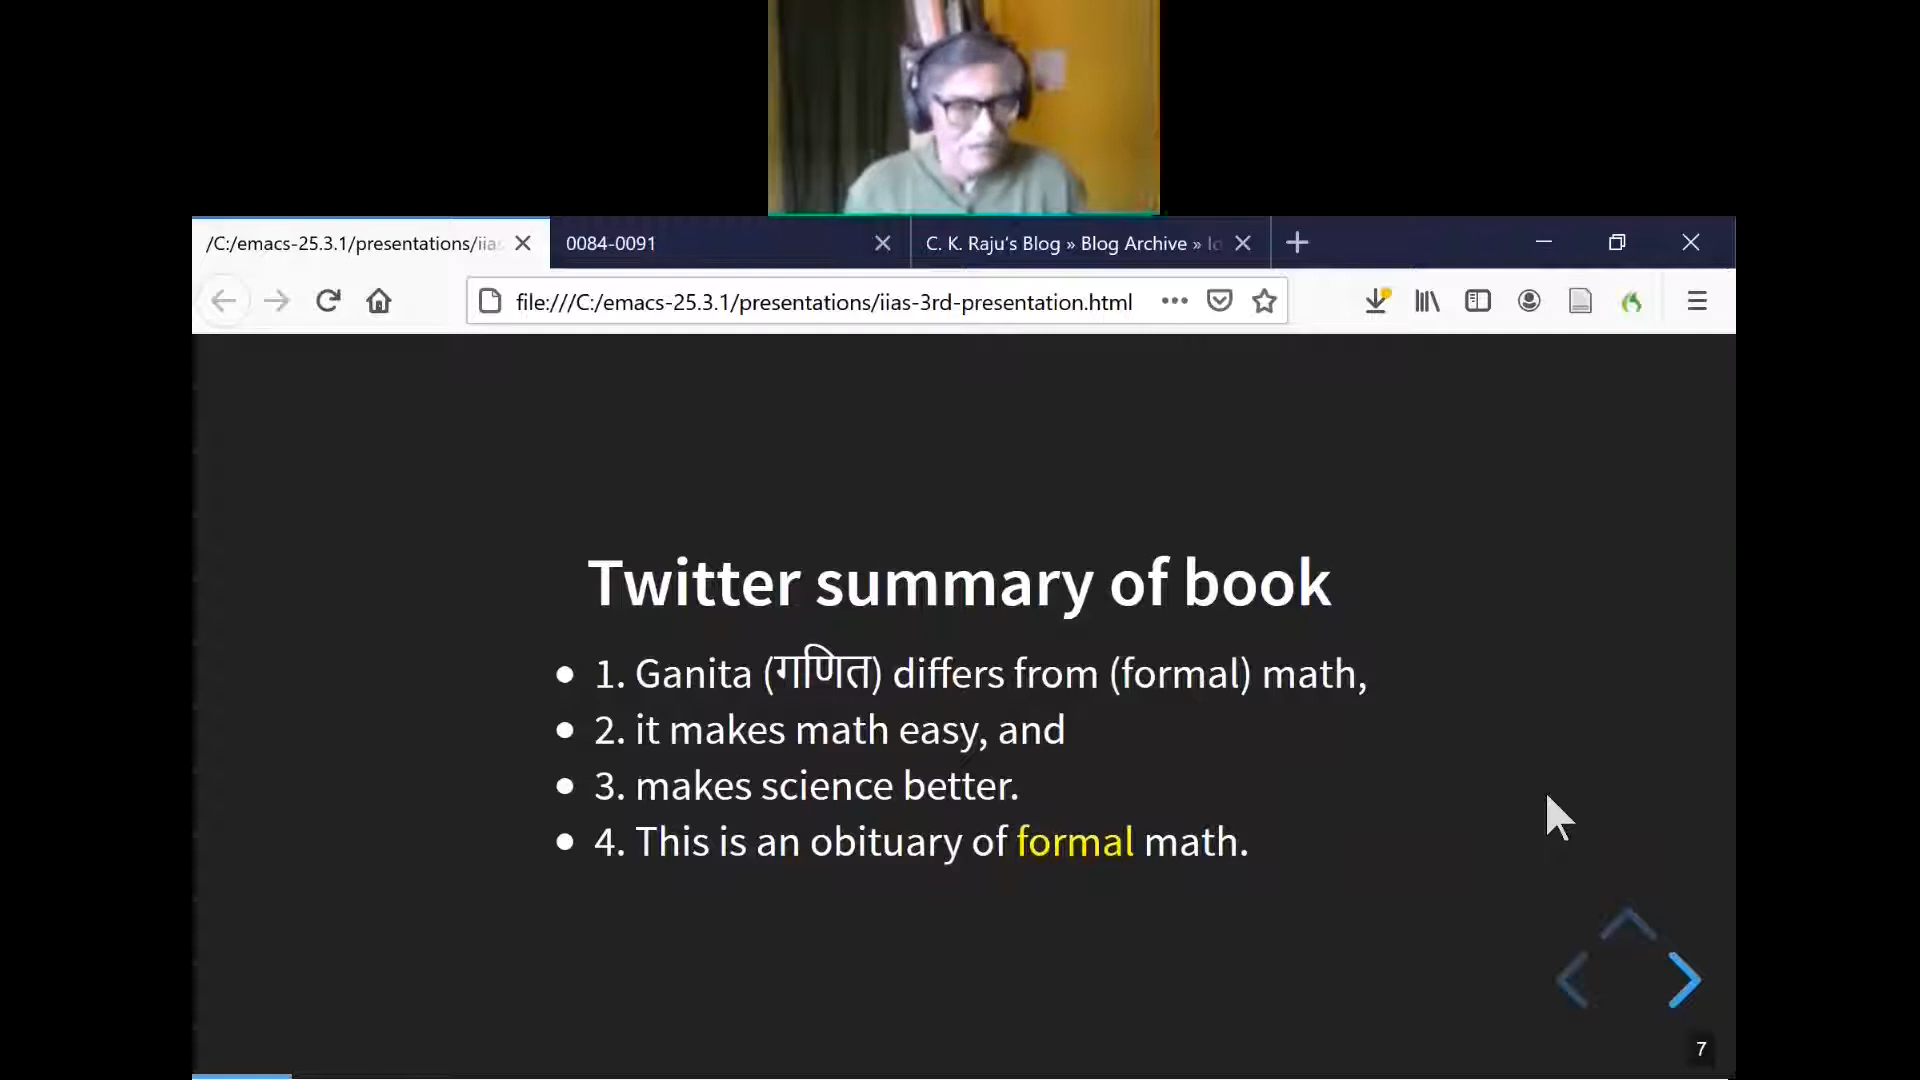 /C:/emacs-25.3.1/presentations/iias
0084-0091
C. K. Raju's Blog » Blog Archive »
file:///C:/emacs-25.3.1/presentations/iias-3rd-presentation.html
Twitter summary of book
1. Ganita (गणित) differs from (formal) math,
2. it makes math easy, and
3. makes science better.
4. This is an obituary of formal math.
7